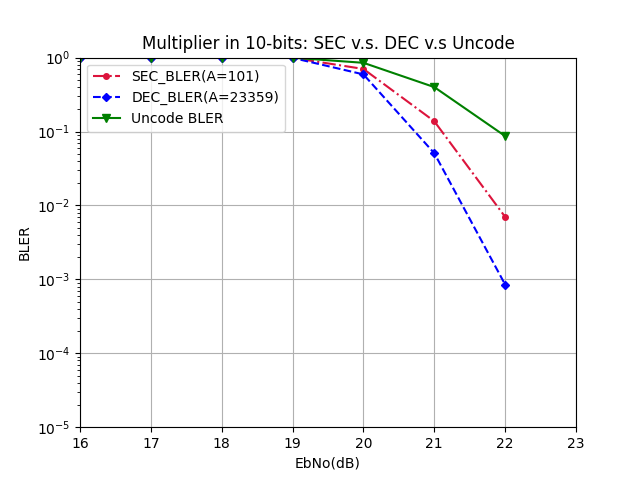 Multiplier in 10-bits: SEC v.s. DEC v.s Uncode
SEC_BLER(A=101)
DEC_BLER(A=23359)
Uncode BLER
BLER
10^0
10^-1
10^-2
10^-3
10^-4
10^-5
16 17 18 19 20 21 22 23
EbNo(dB)